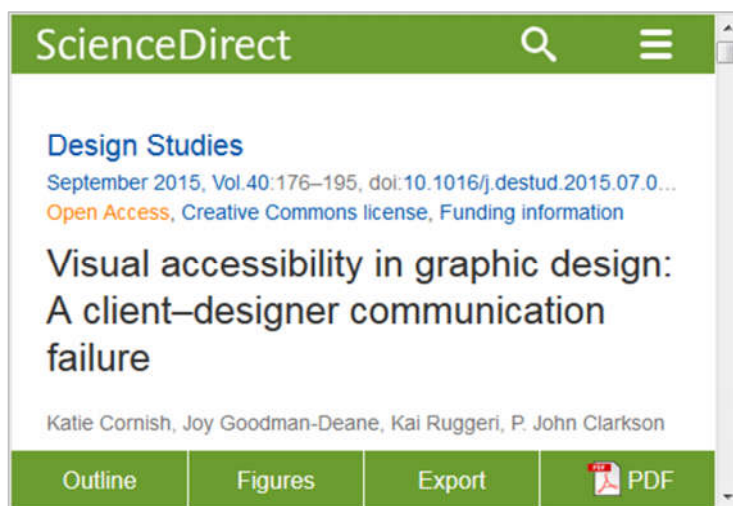 ScienceDirect
Design Studies
September 2015, Vol.40:176–195, doi:10.1016/j.destud.2015.07.0...
Open Access, Creative Commons license, Funding information
Visual accessibility in graphic design:
A client–designer communication
failure
Katie Cornish, Joy Goodman-Deane, Kai Ruggeri, P. John Clarkson
Outline Figures Export PDF PDF